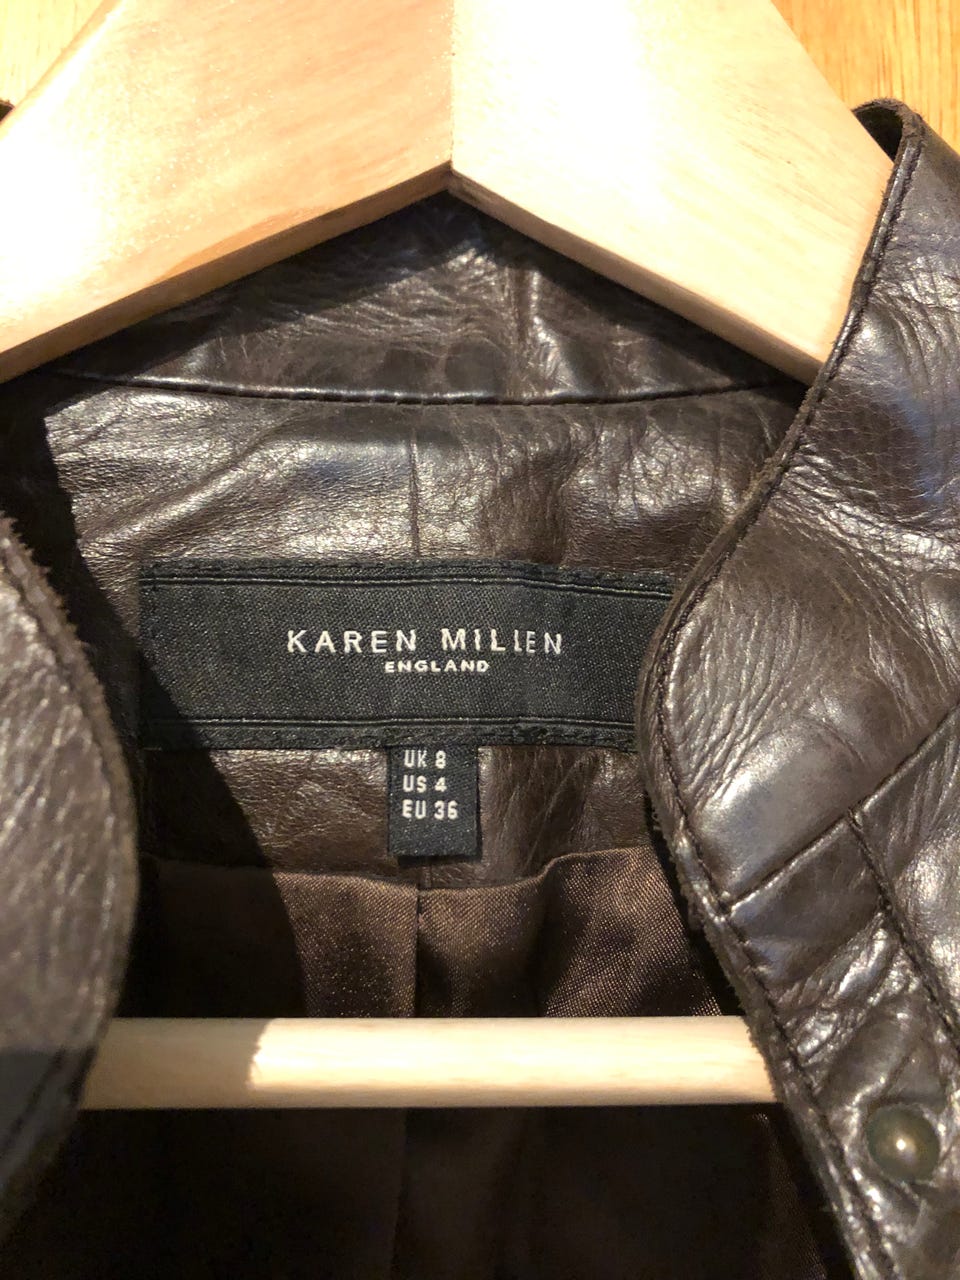 KAREN MILLEN
ENGLAND
UK 8
US 4
EU 36